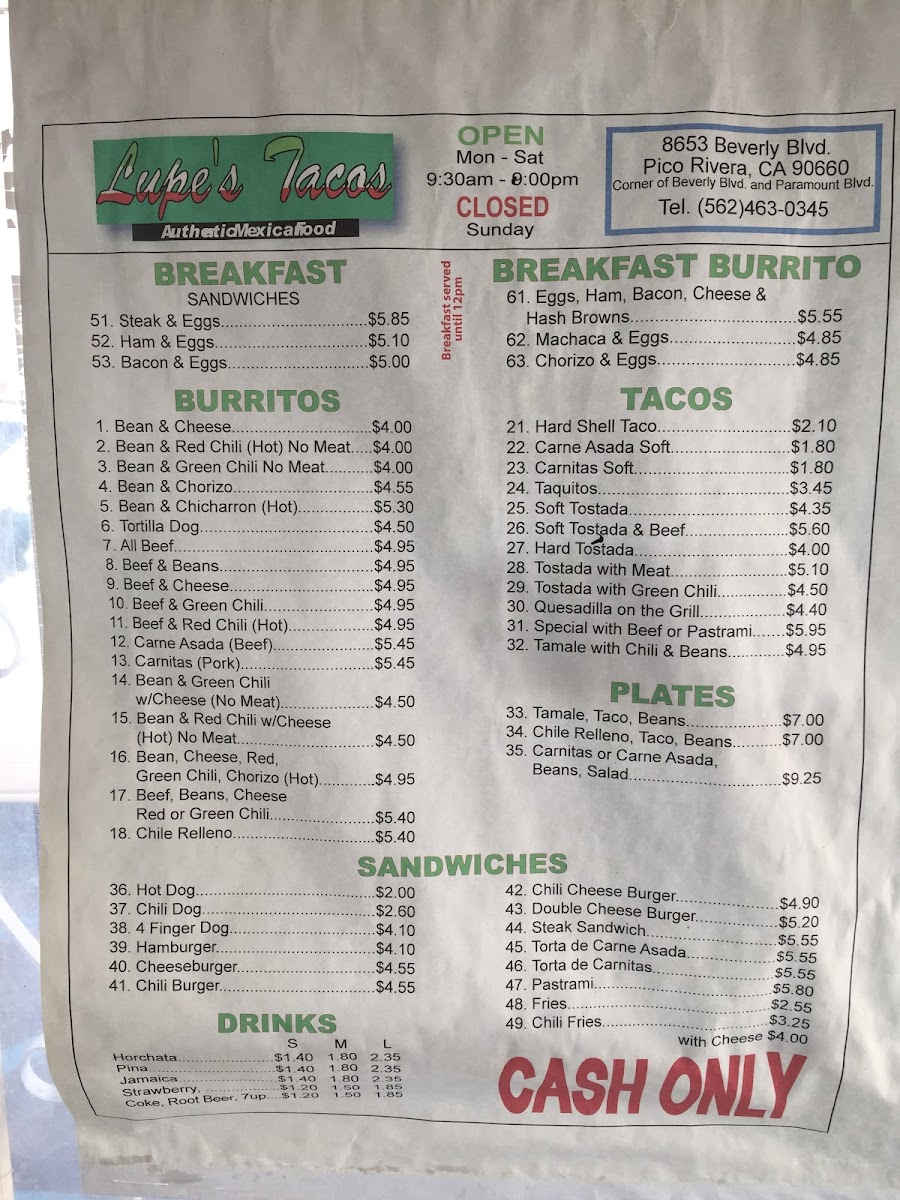 Lupe's Tacos
Authentic Mexican Food
OPEN
Mon - Sat
9:30am - :00pm
CLOSED
Sunday
8653 Beverly Blvd.
Pico Rivera, CA 90660
Corner of Beverly Blvd. and Paramount Blvd.
Tel. (562)463-0345
BREAKFAST
SANDWICHES
51. Steak & Eggs.................................$5.85
52. Ham & Eggs...................................$5.10
53. Bacon & Eggs................................$5.00
Breakfast served
until 12pm
BREAKFAST BURRITO
61. Eggs, Ham, Bacon, Cheese &
Hash Browns......................................$5.55
62. Machaca & Eggs.............................$4.85
63. Chorizo & Eggs..............................$4.85
BURRITOS
1. Bean & Cheese................................$4.00
2. Bean & Red Chili (Hot) No Meat.....$4.00
3. Bean & Green Chili No Meat...........$4.00
4. Bean & Chorizo................................$4.55
5. Bean & Chicharron (Hot).................$5.30
6. Tortilla Dog.......................................$4.50
7. All Beef.............................................$4.95
8. Beef & Beans...................................$4.95
9. Beef & Cheese.................................$4.95
10. Beef & Green Chili.........................$4.95
11. Beef & Red Chili (Hot)...................$4.95
12. Carne Asada (Beef).......................$5.45
13. Carnitas (Pork)..............................$5.45
14. Bean & Green Chili
w/Cheese (No Meat)...........................$4.50
15. Bean & Red Chili w/Cheese
(Hot) No Meat......................................$4.50
16. Bean, Cheese, Red,
Green Chili, Chorizo (Hot)..................$4.95
17. Beef, Beans, Cheese
Red or Green Chili..............................$5.40
18. Chile Relleno.................................$5.40
TACOS
21. Hard Shell Taco..............................$2.10
22. Carne Asada Soft...........................$1.80
23. Carnitas Soft...................................$1.80
24. Taquitos..........................................$3.45
25. Soft Tostada....................................$4.35
26. Soft Tostada & Beef........................$5.60
27. Hard Tostada..................................$4.00
28. Tostada with Meat...........................$5.10
29. Tostada with Green Chili................$4.50
30. Quesadilla on the Grill....................$4.40
31. Special with Beef or Pastrami.......$5.95
32. Tamale with Chili & Beans.............$4.95
PLATES
33. Tamale, Taco, Beans......................$7.00
34. Chile Relleno, Taco, Beans...........$7.00
35. Carnitas or Carne Asada,
Beans, Salad...................................$9.25
SANDWICHES
36. Hot Dog.........................................$2.00
37. Chili Dog.......................................$2.60
38. 4 Finger Dog.................................$4.10
39. Hamburger....................................$4.10
40. Cheeseburger...............................$4.55
41. Chili Burger...................................$4.55
42. Chili Cheese Burger.......................$4.90
43. Double Cheese Burger...................$5.20
44. Steak Sandwich..............................$5.55
45. Torta de Carne Asada....................$5.55
46. Torta de Carnitas............................$5.55
47. Pastrami.........................................$5.80
48. Fries...............................................$2.55
49. Chili Fries.......................................$3.25
with Cheese $4.00
DRINKS
S M L
Horchata......................$1.40 1.80 2.35
Pina..............................$1.40 1.80 2.35
Jamaica.......................$1.40 1.80 2.35
Strawberry, .................$1.20 1.50 1.85
Coke, Root Beer, 7up....$1.20 1.50 1.85
CASH ONLY